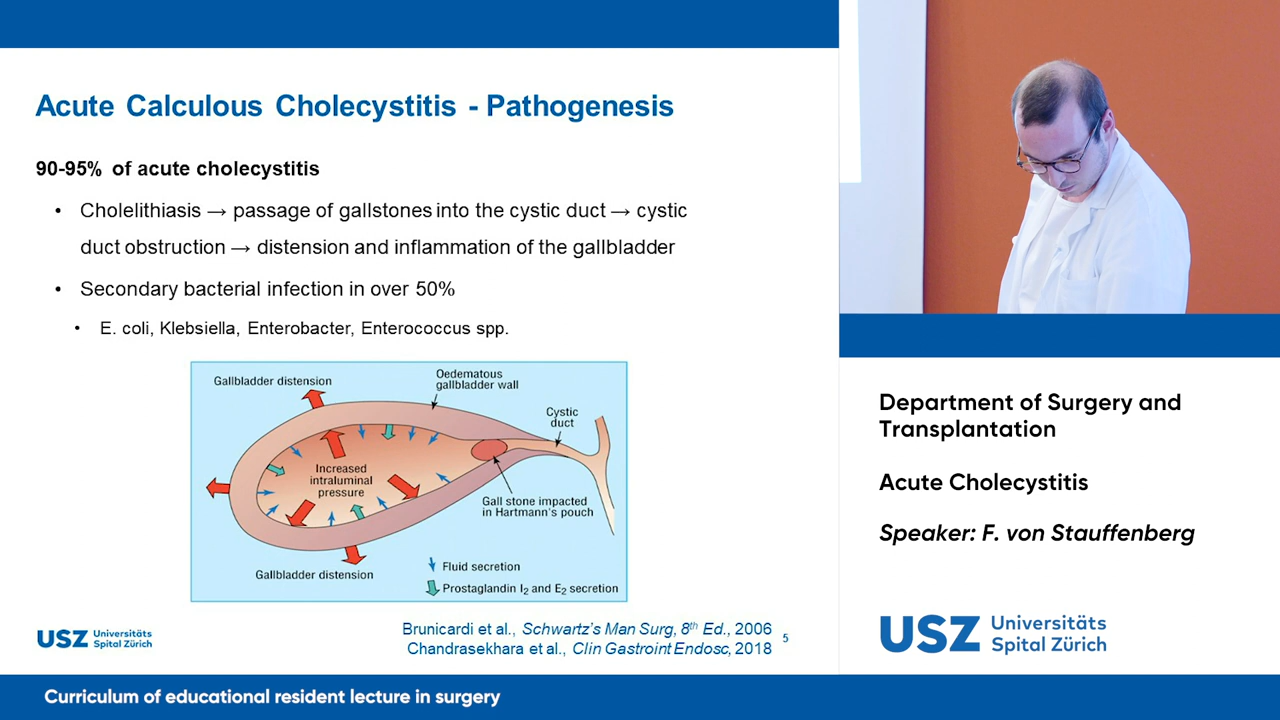 Acute Calculous Cholecystitis - Pathogenesis
90-95% of acute cholecystitis
• Cholelithiasis → passage of gallstones into the cystic duct → cystic
duct obstruction → distension and inflammation of the gallbladder
• Secondary bacterial infection in over 50%
• E. coli, Klebsiella, Enterobacter, Enterococcus spp.
Gallbladder distension
Oedematous
gallbladder wall
Cystic
duct
Increased
intraluminal
pressure
Gall stone impacted
in Hartmann's pouch
Gallbladder distension
Fluid secretion
Prostaglandin I2 and E2 secretion
Brunicardi et al., Schwartz's Man Surg, 8th Ed., 2006
Chandrasekhara et al., Clin Gastroint Endosc, 2018
5
USZ Universitäts
Spital Zürich
Department of Surgery and
Transplantation
Acute Cholecystitis
Speaker: F. von Stauffenberg
USZ Universitäts
Spital Zürich
Curriculum of educational resident lecture in surgery